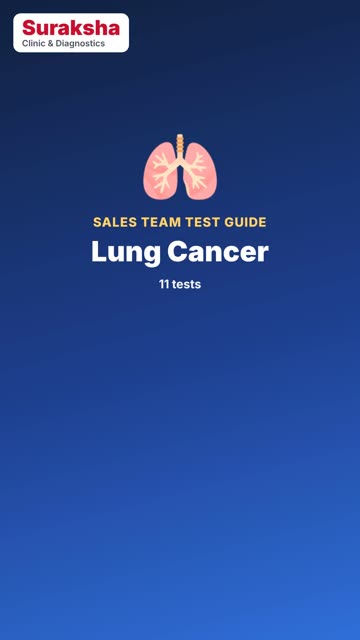 Suraksha
Clinic & Diagnostics
SALES TEAM TEST GUIDE
Lung Cancer
11 tests